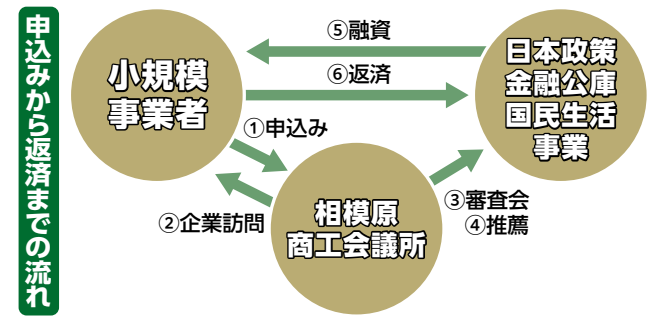 申込みから返済までの流れ
小規模
事業者
⑤融資
⑥返済
日本政策
金融公庫
国民生活
事業
①申込み
②企業訪問
相模原
商工会議所
③審査会
④推薦